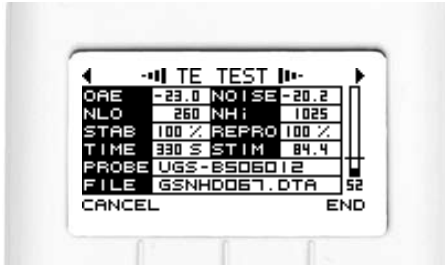 TE TEST
OAE -23.0 NOISE -20.2
NLO 260 NHi 1025
STAB 100 % REPRO 100 %
TIME 330 S STIM 84.4
PROBE UGS-8506012
FILE GSNHD067.DTA
52
CANCEL END